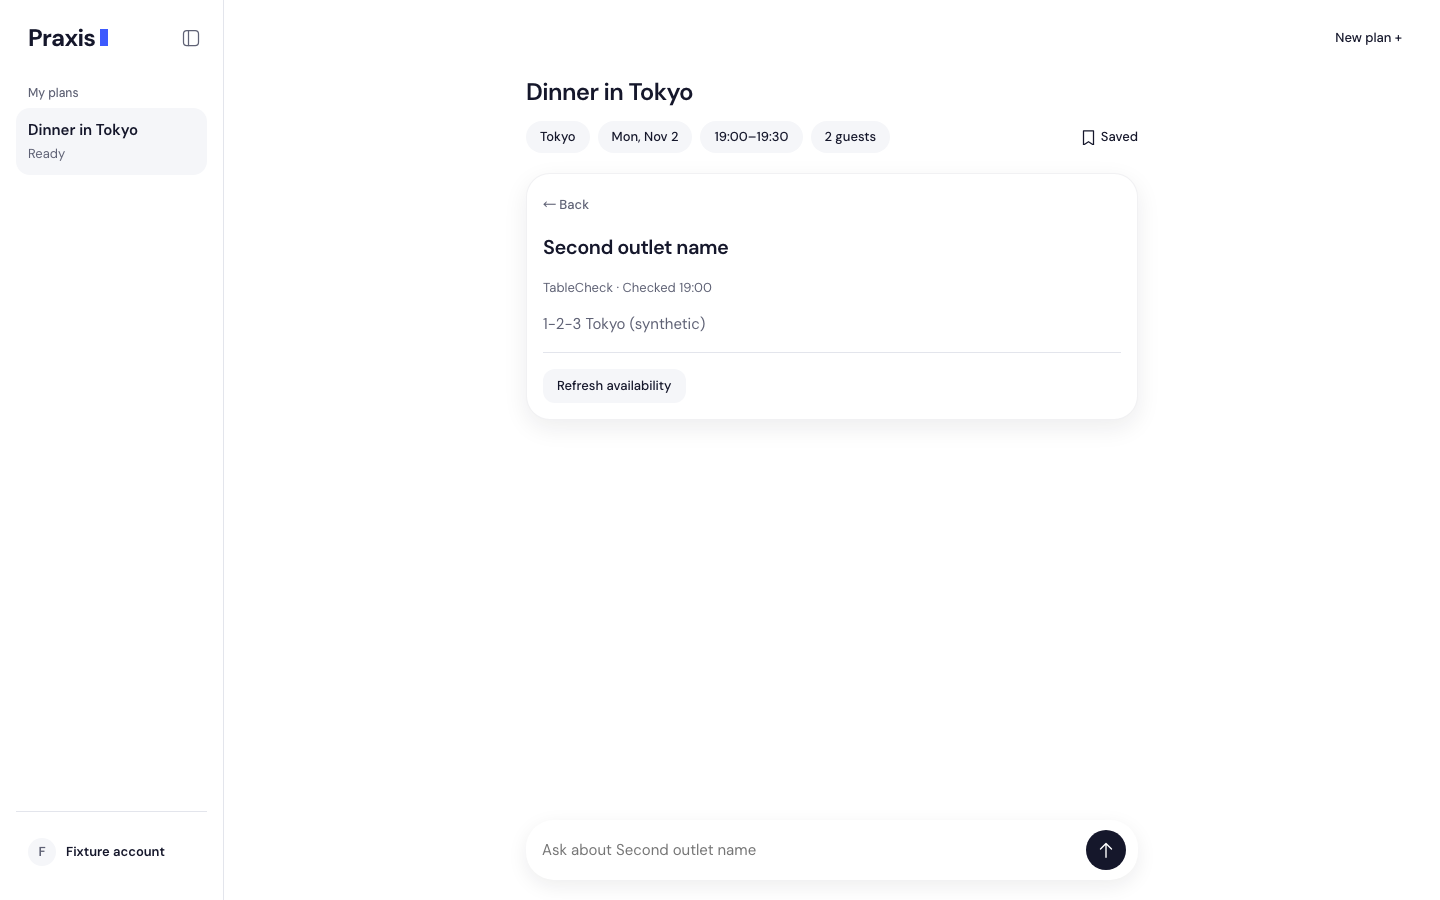 Praxis
My plans
Dinner in Tokyo
Ready
F Fixture account
New plan +
Dinner in Tokyo
Tokyo Mon, Nov 2 19:00–19:30 2 guests Saved
← Back
Second outlet name
TableCheck · Checked 19:00
1-2-3 Tokyo (synthetic)
Refresh availability
Ask about Second outlet name